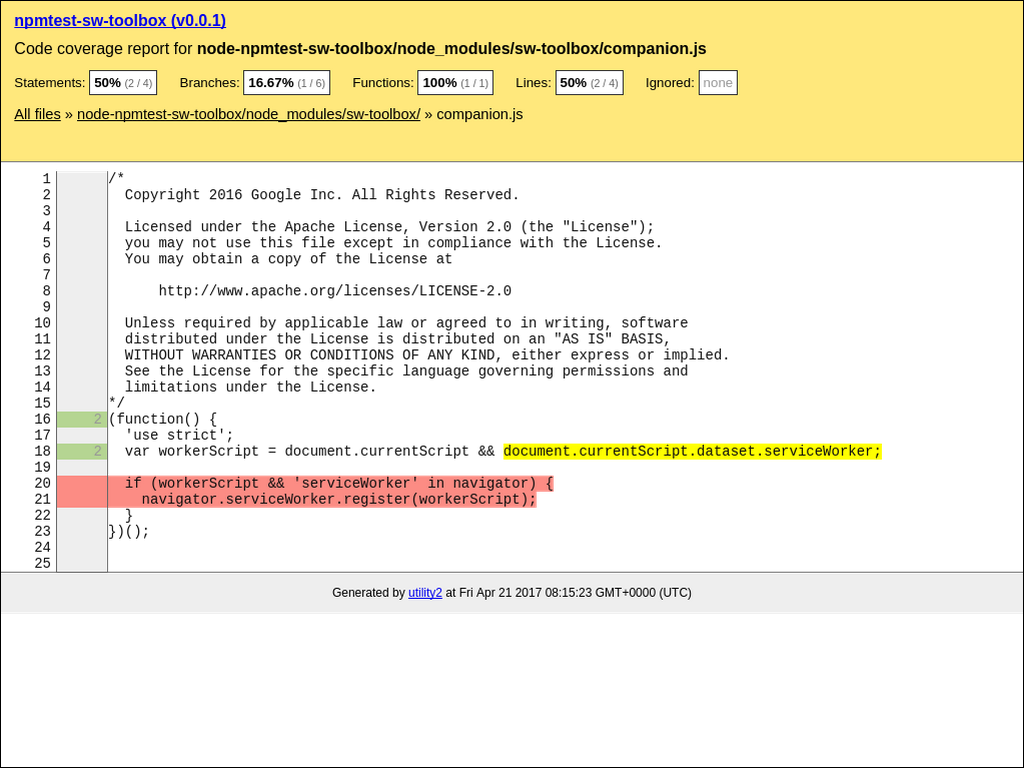 npmtest-sw-toolbox (v0.0.1)
Code coverage report for node-npmtest-sw-toolbox/node_modules/sw-toolbox/companion.js
Statements: 50% (2 / 4) Branches: 16.67% (1 / 6) Functions: 100% (1 / 1) Lines: 50% (2 / 4) Ignored: none
All files » node-npmtest-sw-toolbox/node_modules/sw-toolbox/ » companion.js
1 /*
2 Copyright 2016 Google Inc. All Rights Reserved.
3
4 Licensed under the Apache License, Version 2.0 (the "License");
5 you may not use this file except in compliance with the License.
6 You may obtain a copy of the License at
7
8 http://www.apache.org/licenses/LICENSE-2.0
9
10 Unless required by applicable law or agreed to in writing, software
11 distributed under the License is distributed on an "AS IS" BASIS,
12 WITHOUT WARRANTIES OR CONDITIONS OF ANY KIND, either express or implied.
13 See the License for the specific language governing permissions and
14 limitations under the License.
15 */
16 2 (function() {
17 'use strict';
18 2 var workerScript = document.currentScript && document.currentScript.dataset.serviceWorker;
19
20 if (workerScript && 'serviceWorker' in navigator) {
21 navigator.serviceWorker.register(workerScript);
22 }
23 })();
24
25
Generated by utility2 at Fri Apr 21 2017 08:15:23 GMT+0000 (UTC)